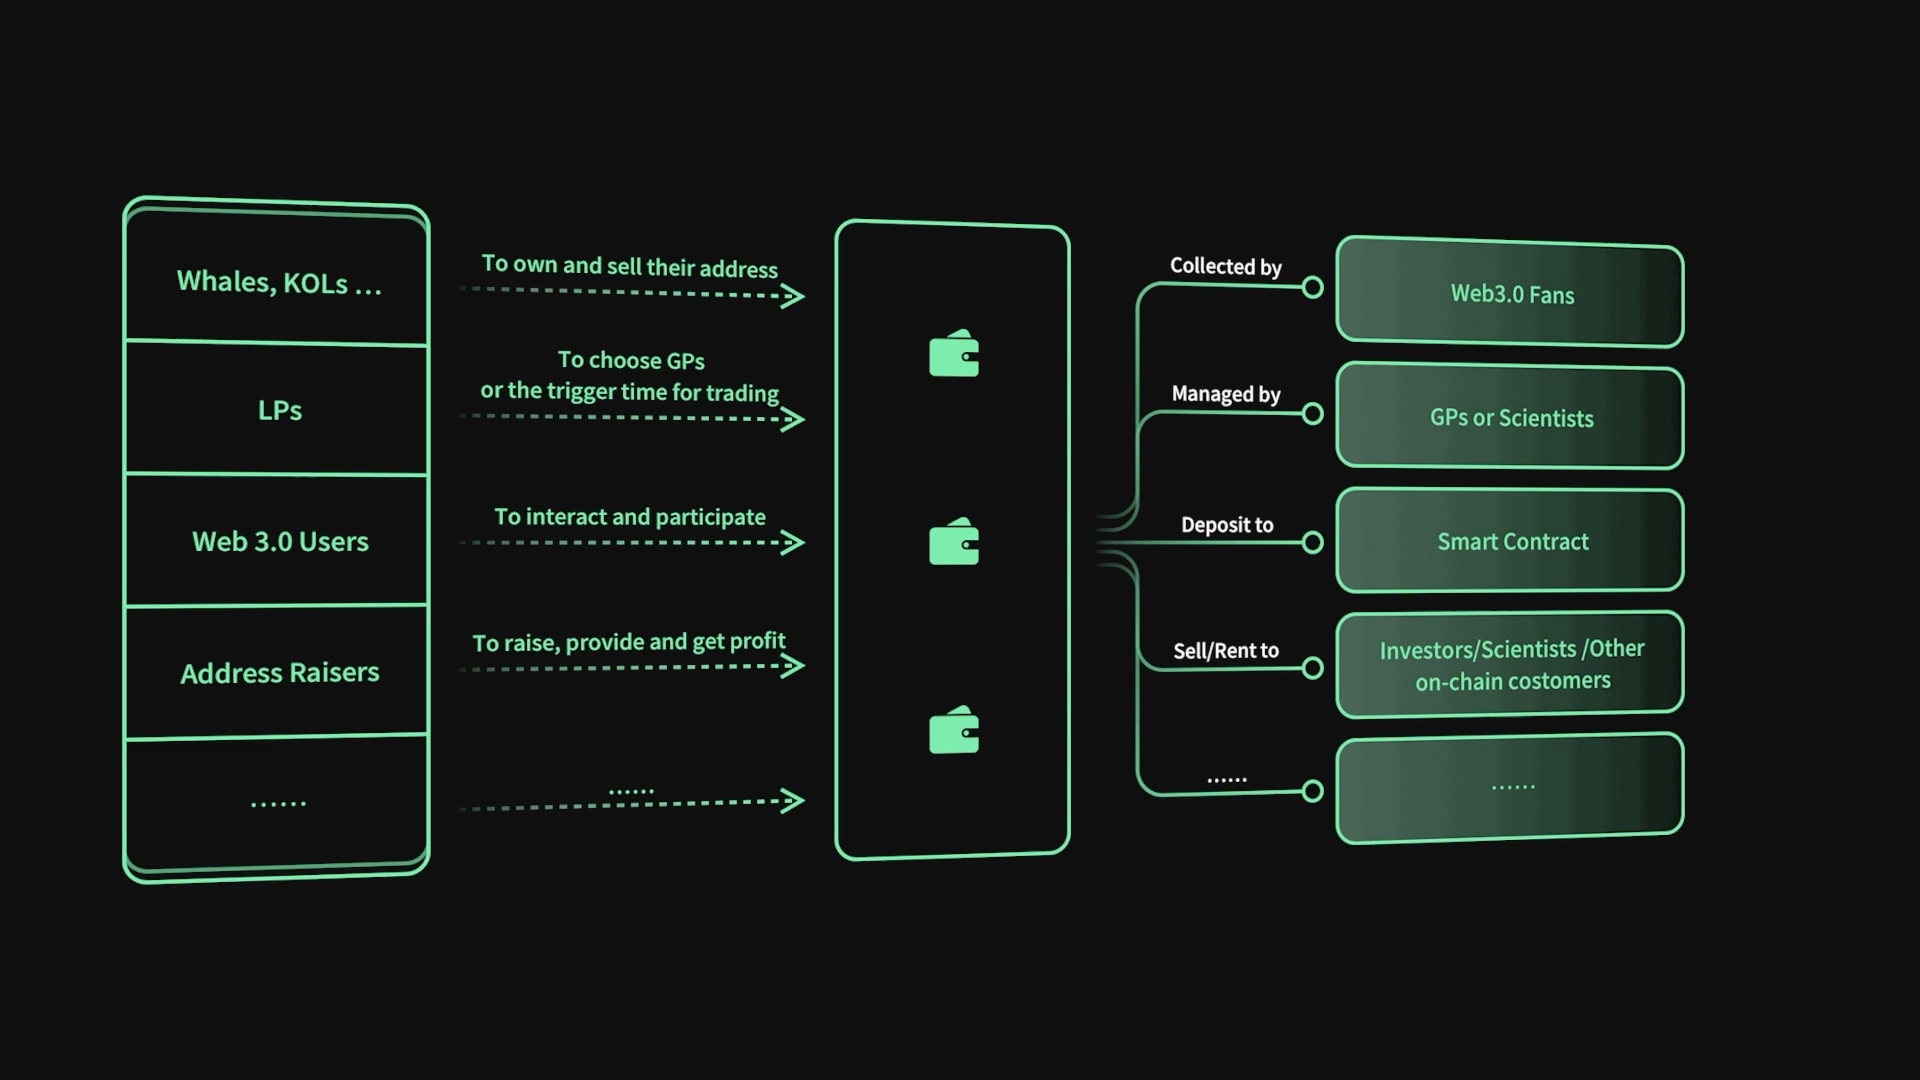 Whales, KOLs ...
LPs
Web 3.0 Users
Address Raisers
......
To own and sell their address
To choose GPs
or the trigger time for trading
To interact and participate
To raise, provide and get profit
......
Collected by
Managed by
Deposit to
Sell/Rent to
......
Web3.0 Fans
GPs or Scientists
Smart Contract
Investors/Scientists /Other
on-chain costomers
......